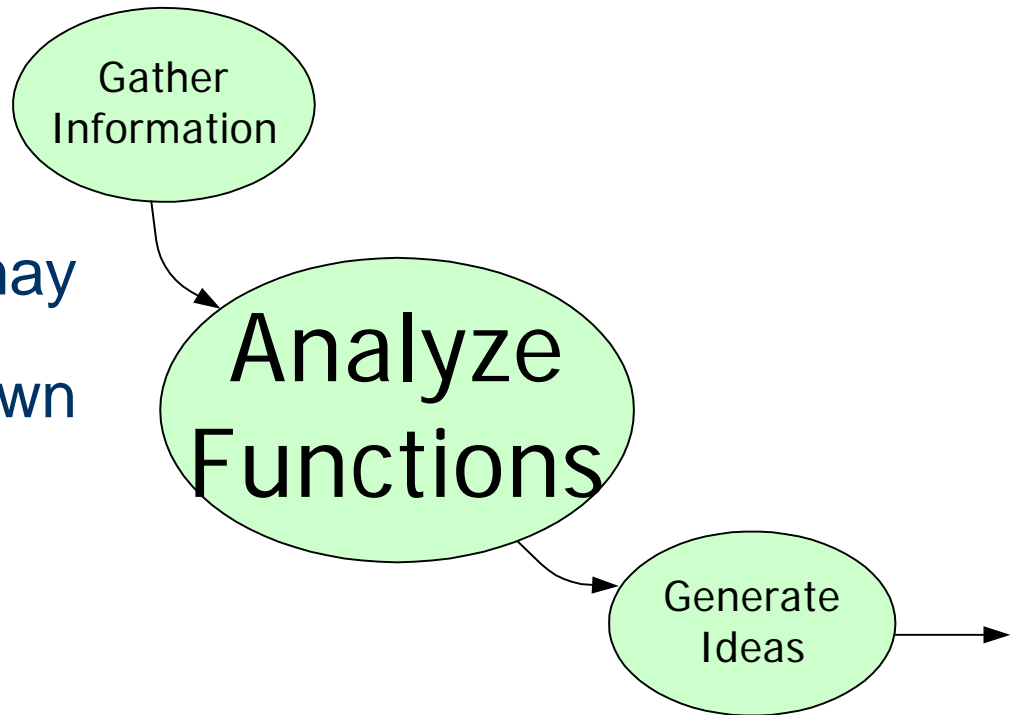 Gather
Information
Analyze
Functions
Generate
Ideas